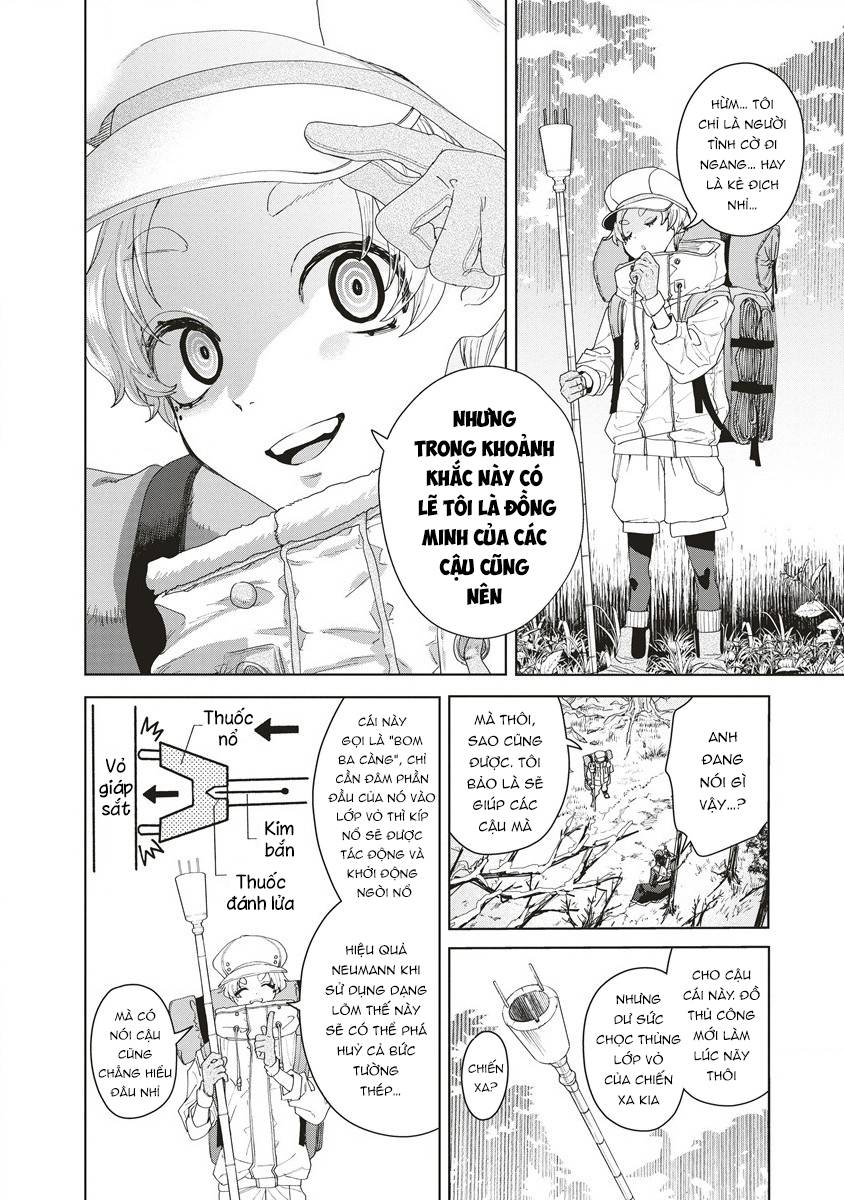 HỪM... TÔI
CHỈ LÀ NGƯỜI
TÌNH CỜ ĐI
NGANG... HAY
LÀ KẺ ĐỊCH
NHỈ...
NHƯNG
TRONG KHOẢNH
KHẮC NÀY CÓ
LẼ TÔI LÀ ĐỒNG
MINH CỦA CÁC
CẬU CŨNG
NÊN
ANH
ĐANG
NÓI GÌ
VẬY...?
MÀ THÔI,
SAO CŨNG
ĐƯỢC. TÔI
BẢO LÀ SẼ
GIÚP CÁC
CẬU MÀ
CHO CẬU
CÁI NÀY. ĐỒ
THỦ CÔNG
MỚI LÀM
LÚC NÀY
THÔI
NHƯNG
DƯ SỨC
CHỌC THỦNG
LỚP VỎ
CỦA CHIẾN
XA KIA
CHIẾN
XA?
CÁI NÀY
GỌI LÀ "BOM
BA CÀNG", CHỈ
CẦN ĐÂM PHẦN
ĐẦU CỦA NÓ VÀO
LỚP VỎ THÌ KÍP
NỔ SẼ ĐƯỢC
TÁC ĐỘNG VÀ
KHỞI ĐỘNG
NGÒI NỔ
Thuốc
nổ
Vỏ
giáp
sắt
Kim
bắn
Thuốc
đánh lửa
HIỆU QUẢ
NEUMANN KHI
SỬ DỤNG DẠNG
LÕM THẾ NÀY
SẼ CÓ THỂ PHÁ
HUỶ CẢ BỨC
TƯỜNG
THÉP...
MÀ CÓ
NÓI CẬU
CŨNG
CHẲNG HIỂU
ĐÂU NHỈ